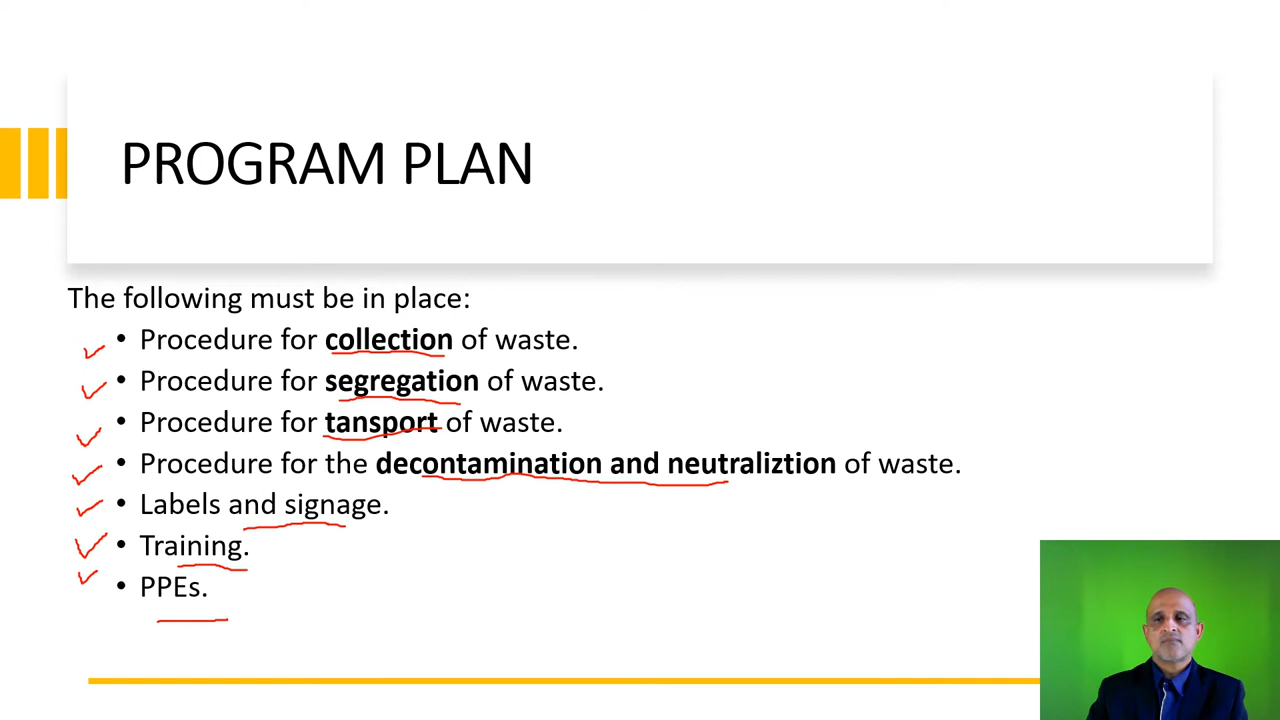 PROGRAM PLAN
The following must be in place:
• Procedure for collection of waste.
• Procedure for segregation of waste.
• Procedure for tansport of waste.
• Procedure for the decontamination and neutraliztion of waste.
• Labels and signage.
• Training.
• PPEs.